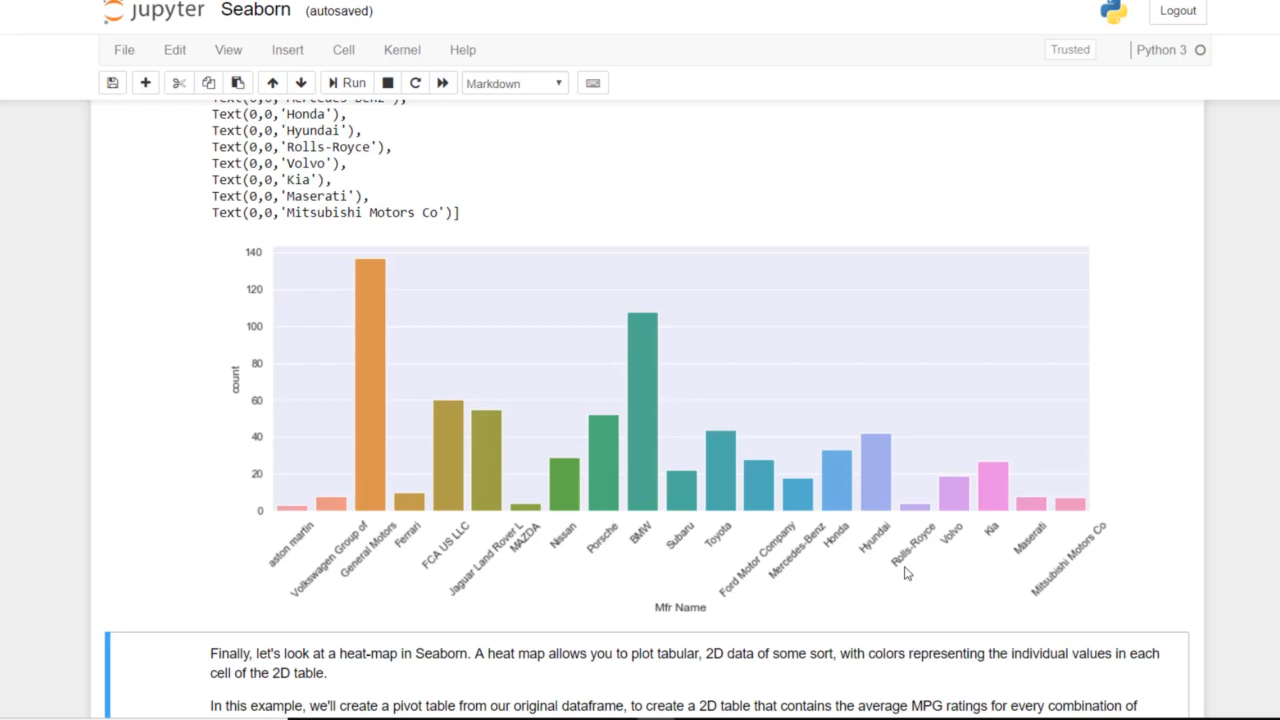 jupyter Seaborn (autosaved)
Logout
File Edit View Insert Cell Kernel Help
Trusted
Python 3
Run
Markdown
Text(0,0,'Mercedes-Benz'),
Text(0,0,'Honda'),
Text(0,0,'Hyundai'),
Text(0,0,'Rolls-Royce'),
Text(0,0,'Volvo'),
Text(0,0,'Kia'),
Text(0,0,'Maserati'),
Text(0,0,'Mitsubishi Motors Co')]
140
120
100
80
60
40
20
0
count
aston martin
Volkswagen Group of
General Motors
Ferrari
FCA US LLC
Jaguar Land Rover L
MAZDA
Nissan
Porsche
BMW
Subaru
Toyota
Ford Motor Company
Mercedes-Benz
Honda
Hyundai
Rolls-Royce
Volvo
Kia
Maserati
Mitsubishi Motors Co
Mfr Name
Finally, let's look at a heat-map in Seaborn. A heat map allows you to plot tabular, 2D data of some sort, with colors representing the individual values in each
cell of the 2D table.
In this example, we'll create a pivot table from our original dataframe, to create a 2D table that contains the average MPG ratings for every combination of